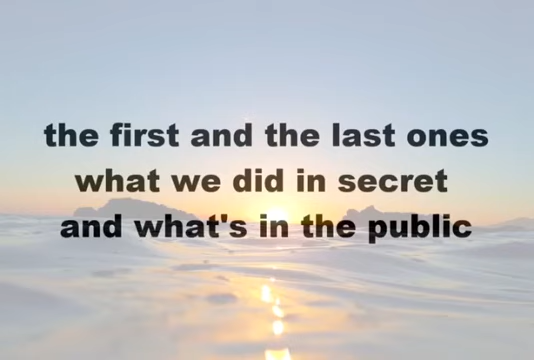 the first and the last ones
what we did in secret
and what's in the public